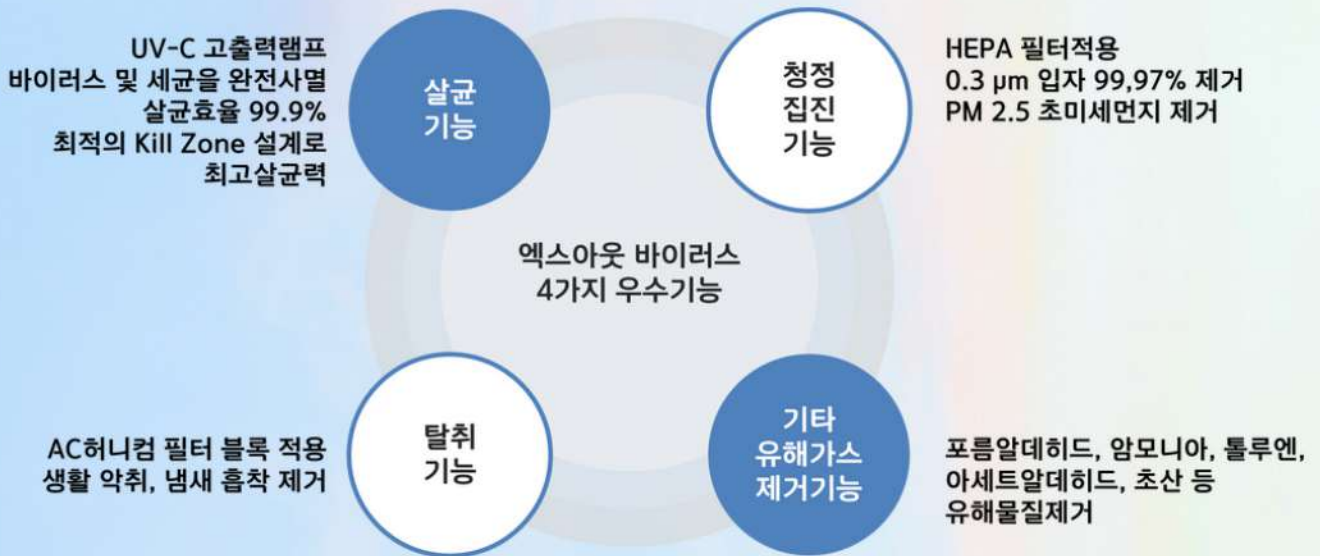 UV-C 고출력램프
바이러스 및 세균을 완전사멸
살균효율 99.9%
최적의 Kill Zone 설계로
최고살균력
살균
기능
청정
집진
기능
HEPA 필터적용
0.3 μm 입자 99,97% 제거
PM 2.5 초미세먼지 제거
엑스아웃 바이러스
4가지 우수기능
AC허니컴 필터 블록 적용
생활 악취, 냄새 흡착 제거
탈취
기능
기타
유해가스
제거기능
포름알데히드, 암모니아, 톨루엔,
아세트알데히드, 초산 등
유해물질제거